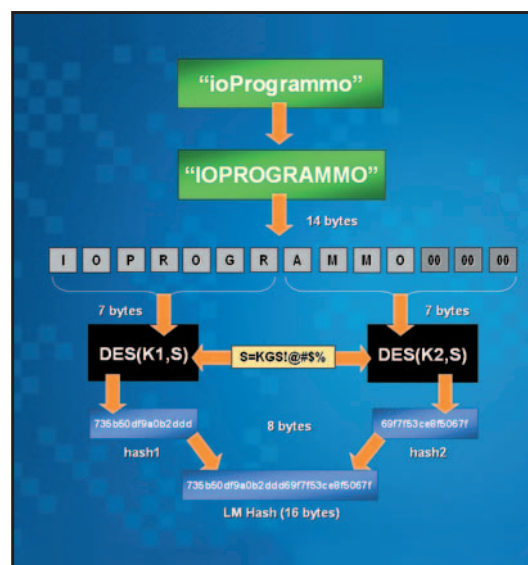 “ioProgrammo”
“IOPROGRAMMO”
14 bytes
I O P R O G R A M M O 00 00 00
7 bytes 7 bytes
DES(K1,S) S=KGS!@#$% DES(K2,S)
735b50df9a0b2ddd 8 bytes 69f7f53ce8f5067f
hash1 hash2
735b50df9a0b2ddd69f7f53ce8f5067f
LM Hash (16 bytes)